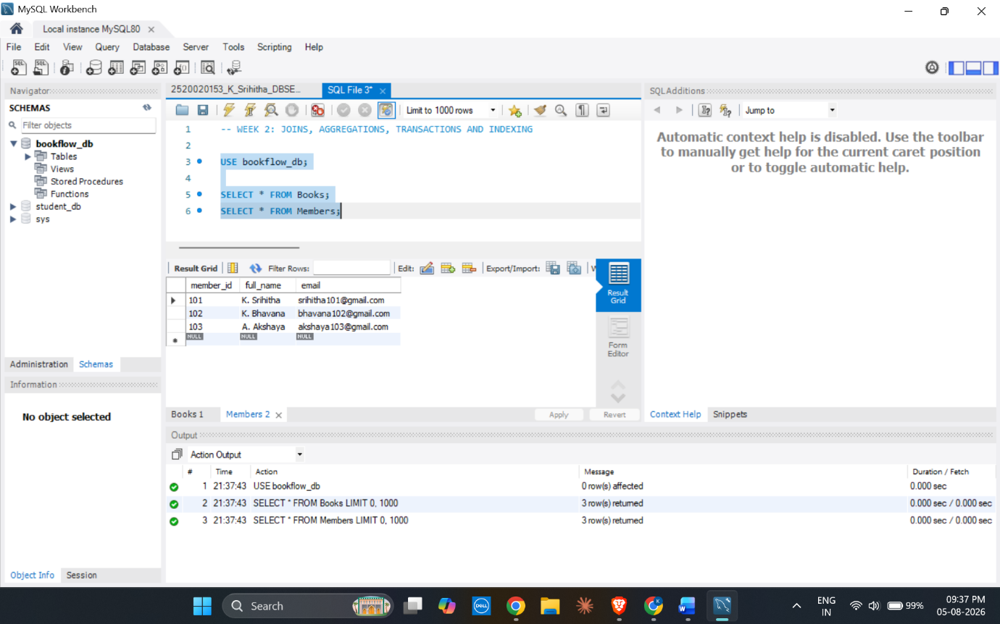 MySQL Workbench
Local instance MySQL80
File Edit View Query Database Server Tools Scripting Help
Navigator
SCHEMAS
Filter objects
bookflow_db
Tables
Views
Stored Procedures
Functions
student_db
sys
Administration Schemas
Information
No object selected
Object Info Session
2520020153_K_Srihitha_DBSE... SQL File 3*
Limit to 1000 rows
1 -- WEEK 2: JOINS, AGGREGATIONS, TRANSACTIONS AND INDEXING
2
3 USE bookflow_db;
4
5 SELECT * FROM Books;
6 SELECT * FROM Members;
Result Grid Filter Rows: Edit: Export/Import:
member_id full_name email
101 K. Srihitha srihitha101@gmail.com
102 K. Bhavana bhavana102@gmail.com
103 A. Akshaya akshaya103@gmail.com
NULL NULL NULL
Result
Grid
Form
Editor
Books 1 Members 2 Apply Revert
SQLAdditions
Jump to
Automatic context help is disabled. Use the toolbar
to manually get help for the current caret position
or to toggle automatic help.
Context Help Snippets
Output
Action Output
# Time Action Message Duration / Fetch
1 21:37:43 USE bookflow_db 0 row(s) affected 0.000 sec
2 21:37:43 SELECT * FROM Books LIMIT 0, 1000 3 row(s) returned 0.000 sec / 0.000 sec
3 21:37:43 SELECT * FROM Members LIMIT 0, 1000 3 row(s) returned 0.000 sec / 0.000 sec
Search
DELL
ENG
IN
99%
09:37 PM
05-08-2026